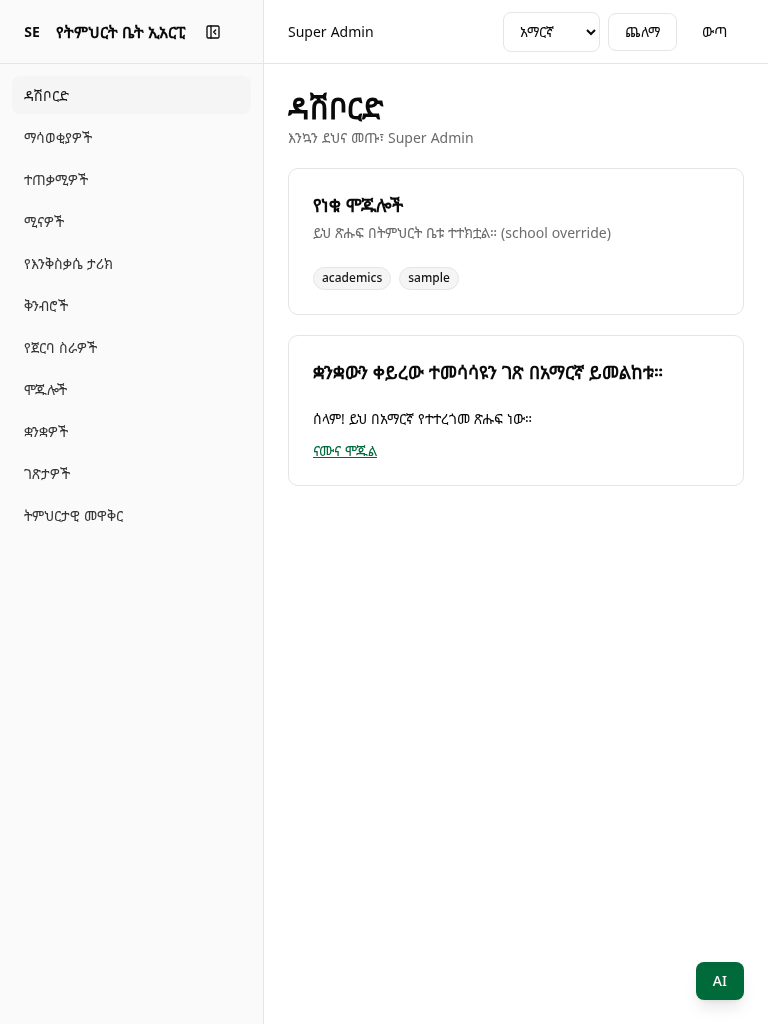 SE የትምህርት ቤት ኢአርፒ
Super Admin
አማርኛ
ጨለማ
ውጣ
ዳሽቦርድ
ማሳወቂያዎች
ተጠቃሚዎች
ሚናዎች
የእንቅስቃሴ ታሪክ
ቅንብሮች
የጀርባ ስራዎች
ሞጁሎች
ቋንቋዎች
ገጽታዎች
ትምህርታዊ መዋቅር
ዳሽቦርድ
እንኳን ደህና መጡ፣ Super Admin
የነቁ ሞጁሎች
ይህ ጽሑፍ በትምህርት ቤቱ ተተክቷል። (school override)
academics
sample
ቋንቋውን ቀይረው ተመሳሳዩን ገጽ በአማርኛ ይመልከቱ።
ሰላም! ይህ በአማርኛ የተተረጎመ ጽሑፍ ነው።
ናሙና ሞጁል
AI